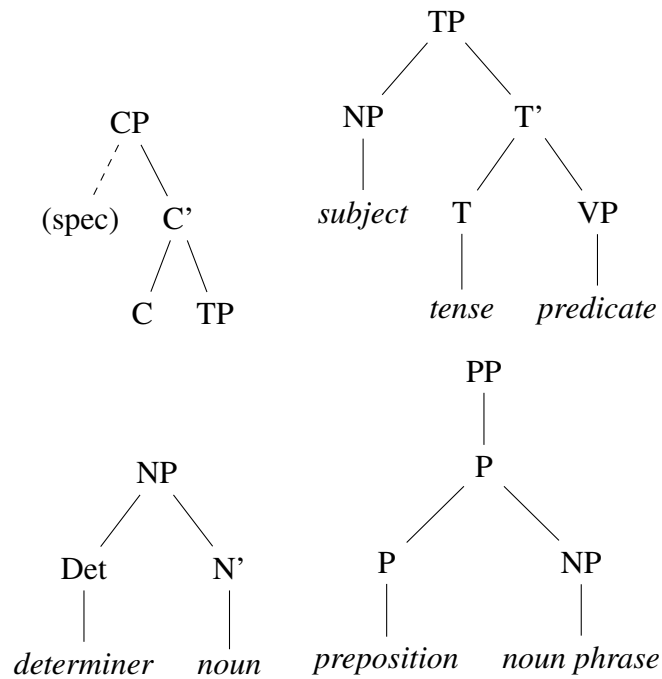 CP
(spec) C'
C TP
TP
NP T'
subject T VP
tense predicate
NP
Det N'
determiner noun
PP
P
P NP
preposition noun phrase